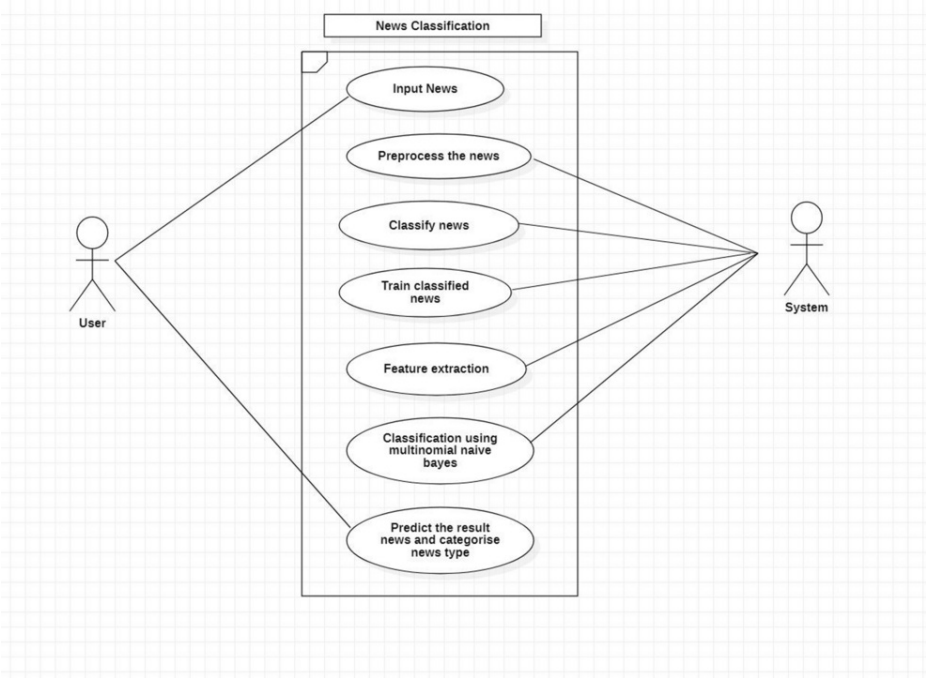 News Classification
Input News
Preprocess the news
Classify news
Train classified
news
Feature extraction
Classification using
multinomial naive
bayes
Predict the result
news and categorise
news type
User
System